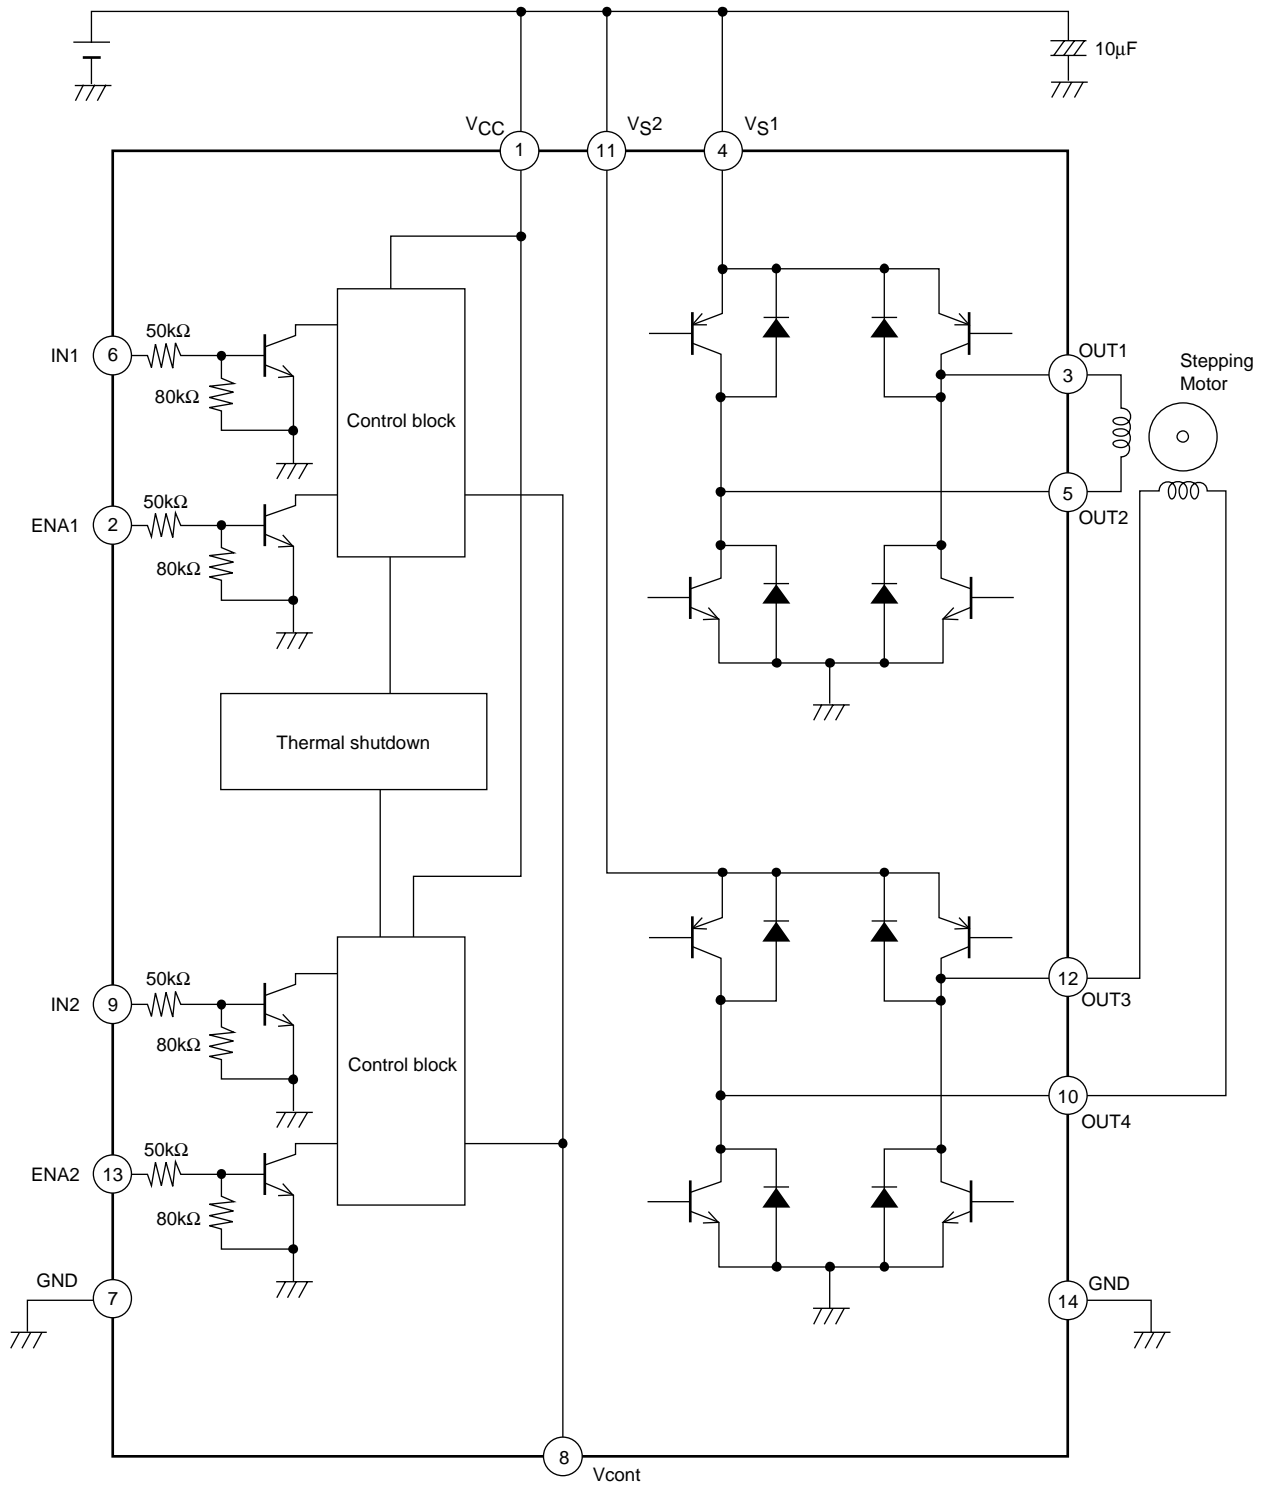 10μF
VCC
VS2
VS1
1
11
4
50kΩ
IN1
6
80kΩ
Control block
OUT1
3
Stepping
Motor
50kΩ
ENA1
2
80kΩ
5
OUT2
Thermal shutdown
50kΩ
IN2
9
80kΩ
Control block
12
OUT3
10
OUT4
50kΩ
ENA2
13
80kΩ
GND
7
14
GND
8
Vcont